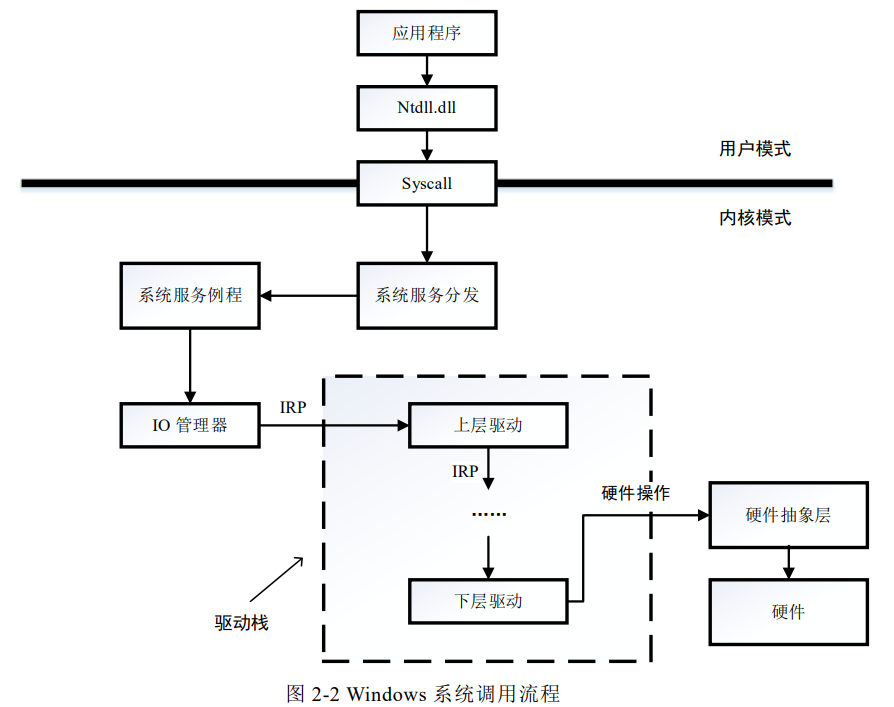 应用程序
Ntdll.dll
用户模式
Syscall
内核模式
系统服务例程
系统服务分发
IO 管理器
IRP
上层驱动
IRP
硬件操作
……
硬件抽象层
下层驱动
硬件
驱动栈
图 2-2 Windows 系统调用流程